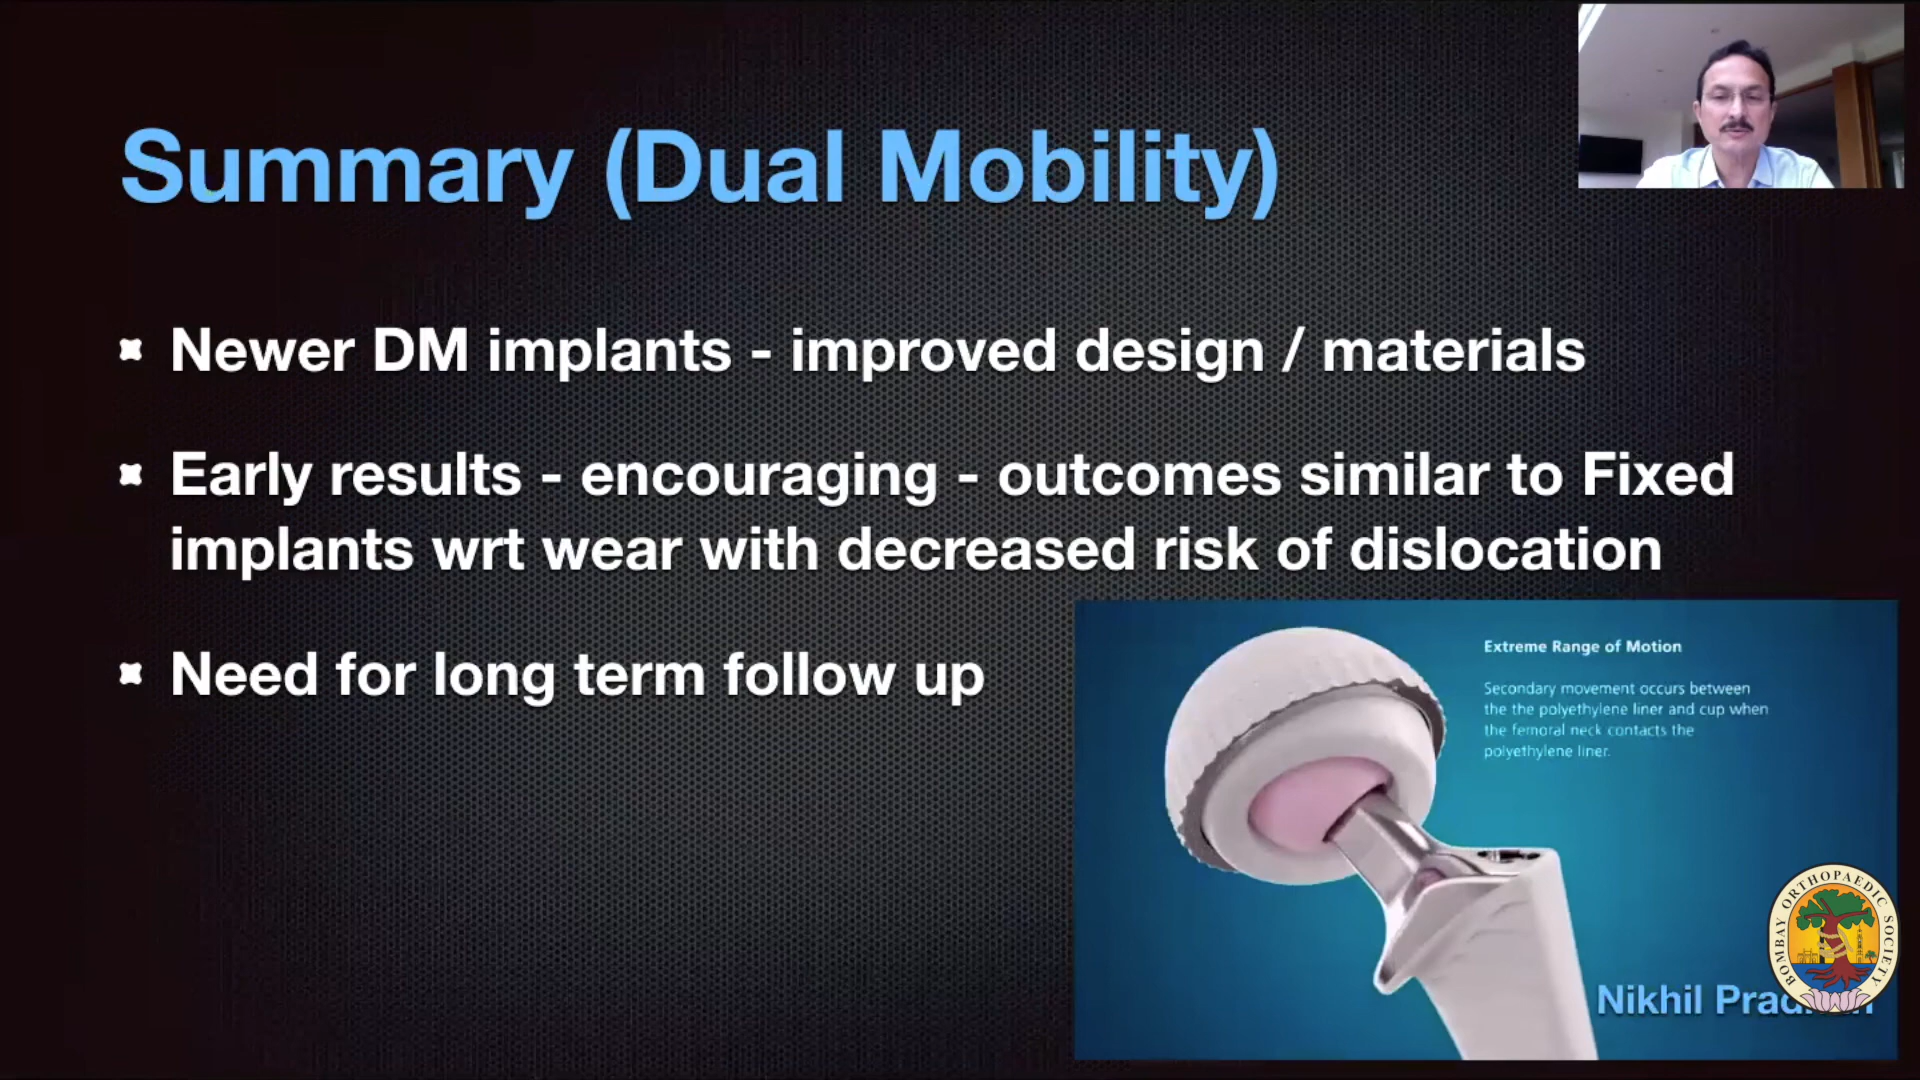 Summary (Dual Mobility)
Newer DM implants - improved design / materials
Early results - encouraging - outcomes similar to Fixed
implants wrt wear with decreased risk of dislocation
Need for long term follow up
Extreme Range of Motion
Secondary movement occurs between
the the polyethylene liner and cup when
the femoral neck contacts the
polyethylene liner.
BOMBAY ORTHOPAEDIC SOCIETY
Nikhil